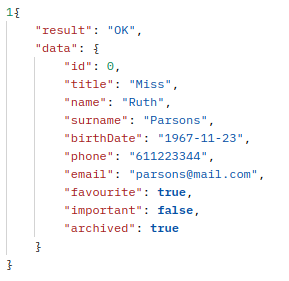 1{
    "result": "OK",
    "data": {
        "id": 0,
        "title": "Miss",
        "name": "Ruth",
        "surname": "Parsons",
        "birthDate": "1967-11-23",
        "phone": "611223344",
        "email": "parsons@mail.com",
        "favourite": true,
        "important": false,
        "archived": true
    }
}